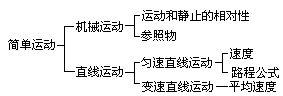 简单运动
机械运动
运动和静止的相对性
参照物
直线运动
匀速直线运动
速度
路程公式
变速直线运动
平均速度